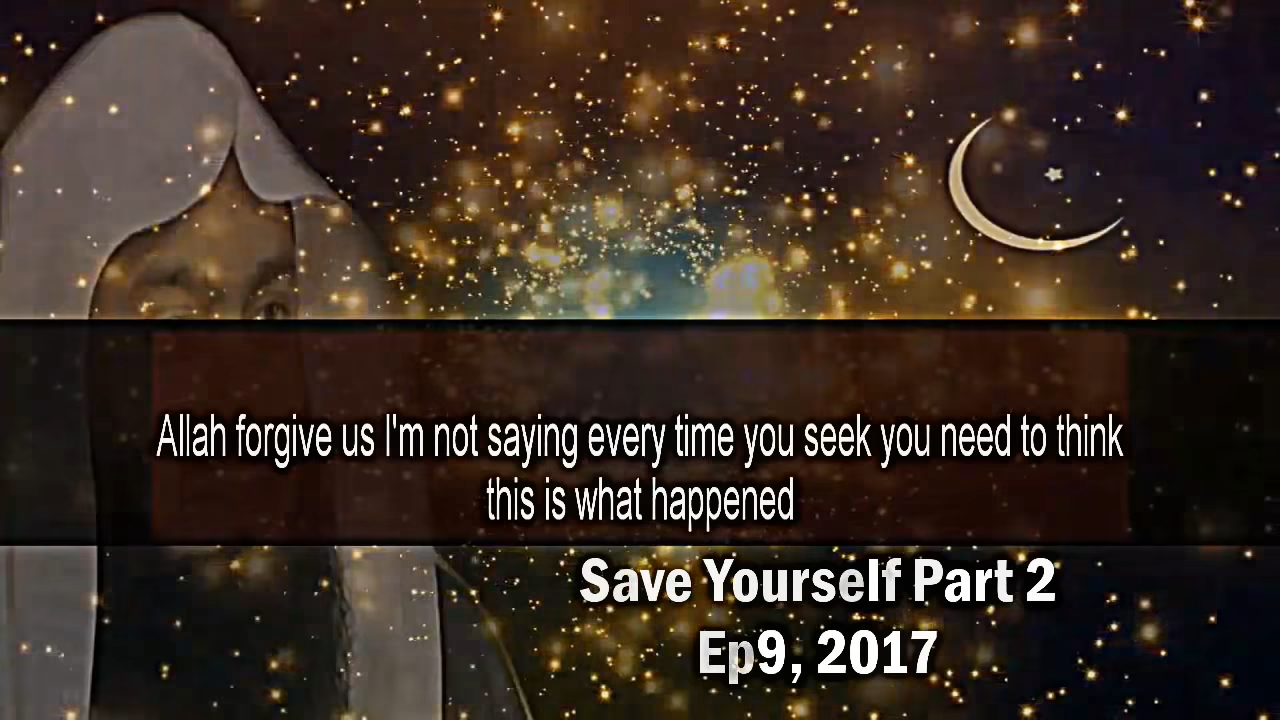 Allah forgive us I'm not saying every time you seek you need to think
this is what happened
Save Yourself Part 2
Ep9, 2017